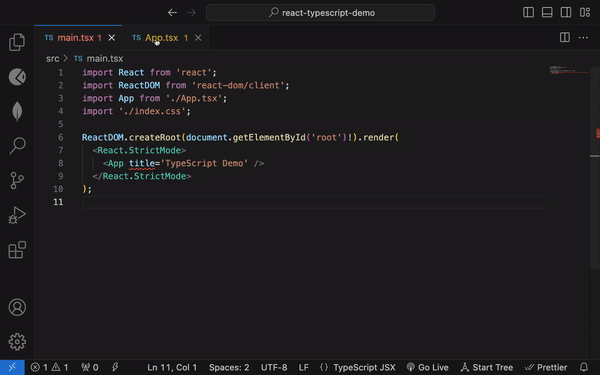 react-typescript-demo
TS main.tsx 1 TS App.tsx 1
src > TS main.tsx
1 import React from 'react';
2 import ReactDOM from 'react-dom/client';
3 import App from './App.tsx';
4 import './index.css';
5
6 ReactDOM.createRoot(document.getElementById('root')!).render(
7 <React.StrictMode>
8 <App title='TypeScript Demo' />
9 </React.StrictMode>
10 );
11
1 1 0 Ln 11, Col 1 Spaces: 2 UTF-8 LF {} TypeScript JSX Go Live Start Tree Prettier